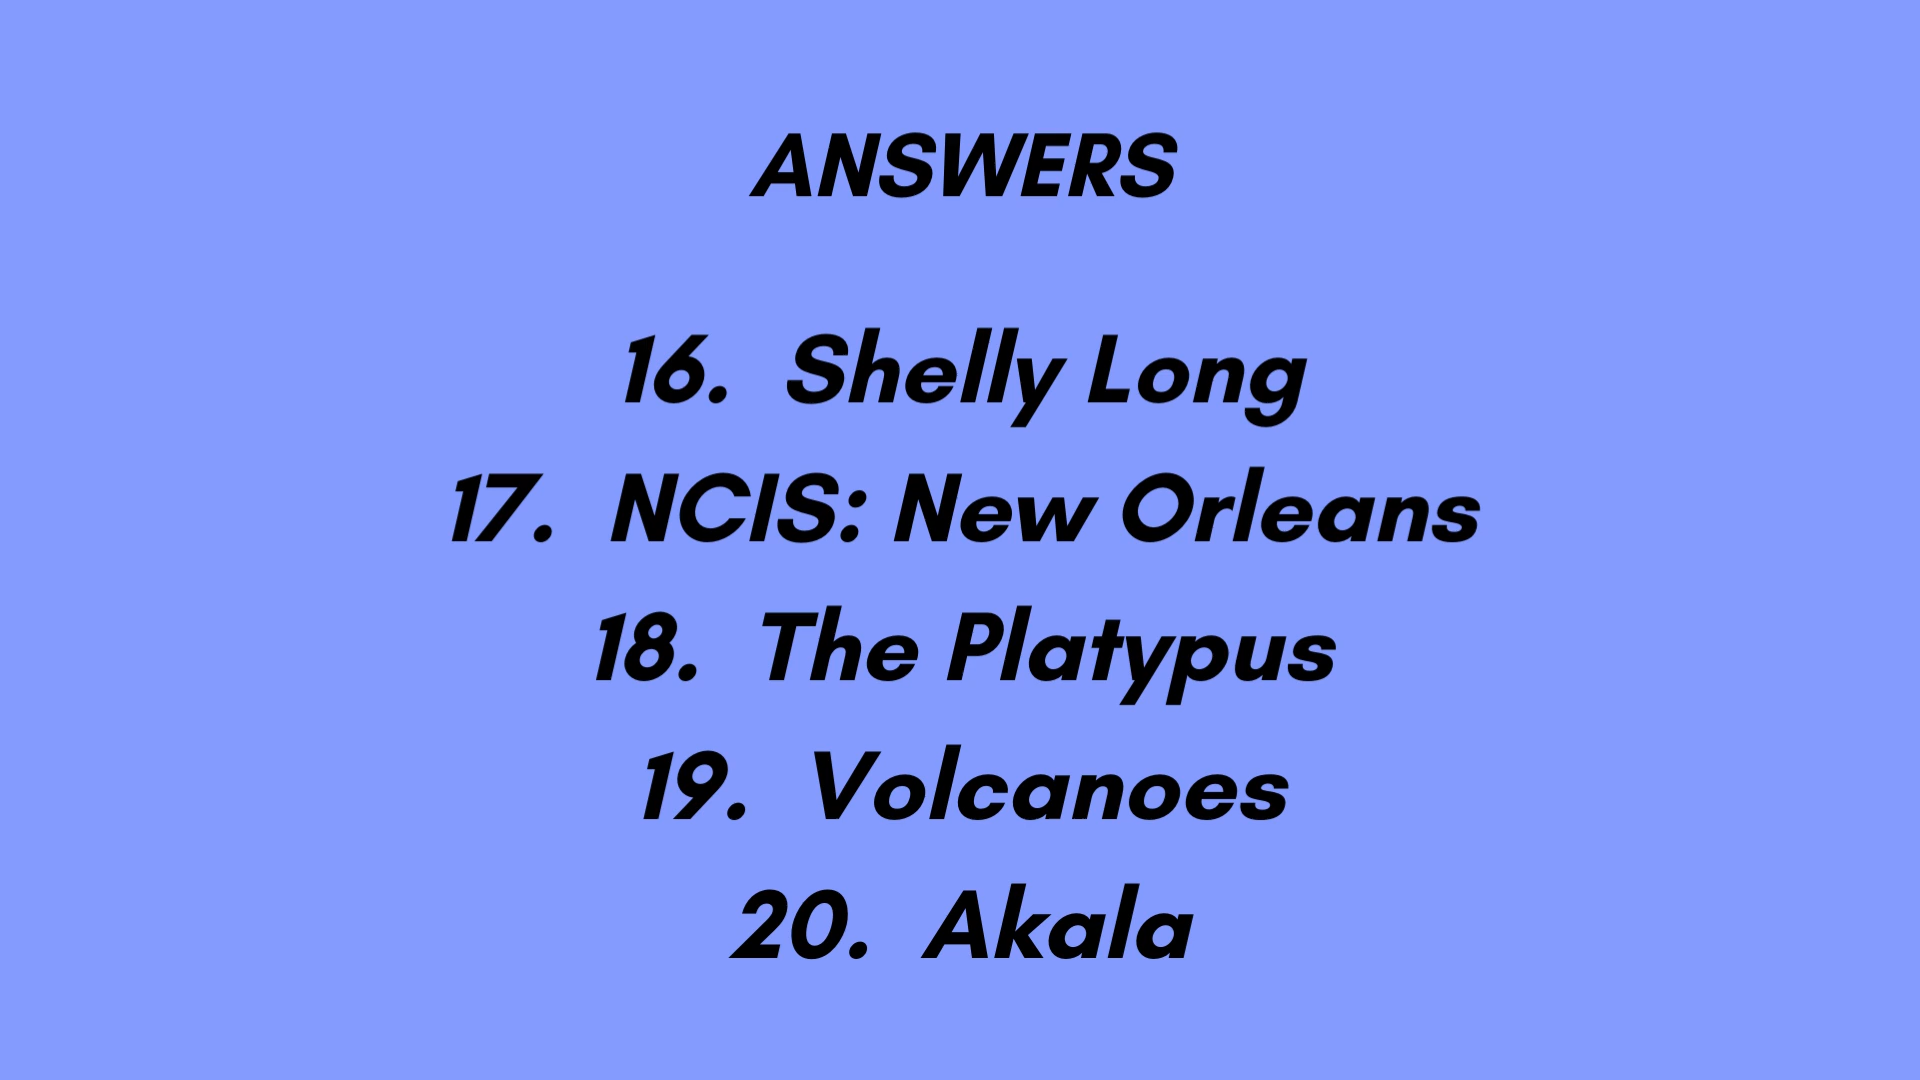 ANSWERS
16. Shelly Long
17. NCIS: New Orleans
18. The Platypus
19. Volcanoes
20. Akala